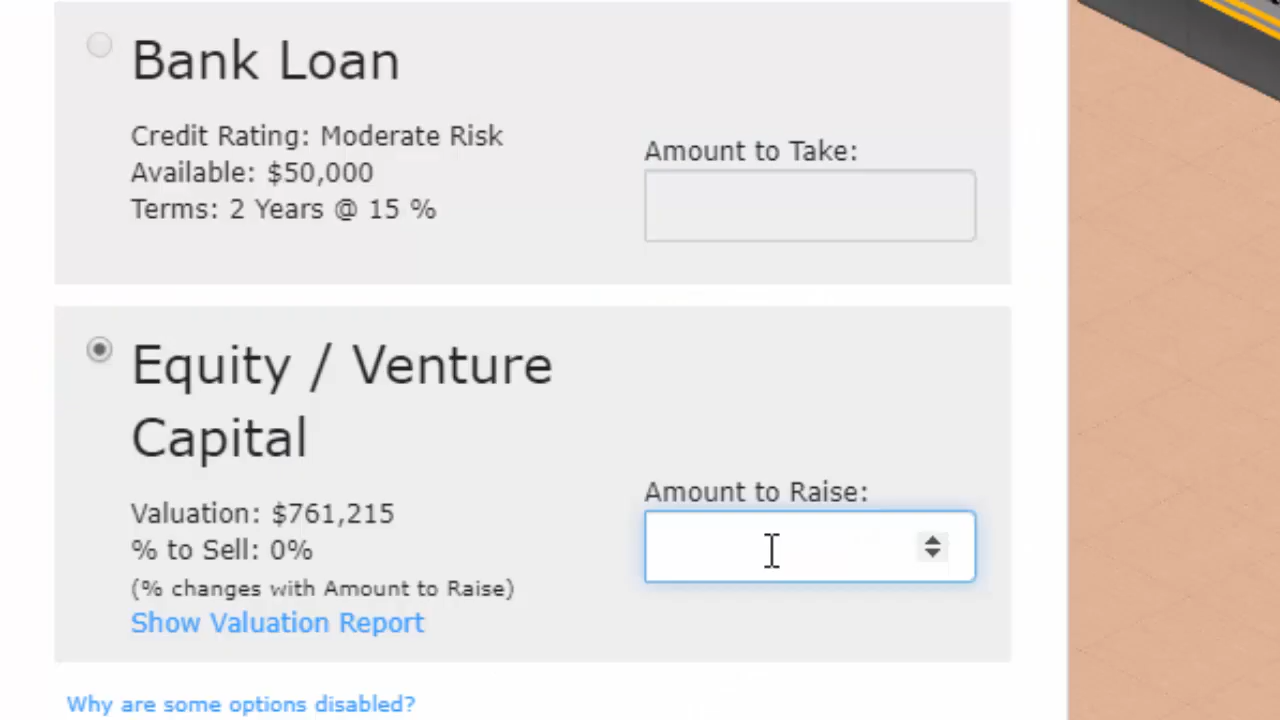 Bank Loan
Credit Rating: Moderate Risk
Available: $50,000
Terms: 2 Years @ 15 %
Amount to Take:
Equity / Venture
Capital
Valuation: $761,215
% to Sell: 0%
(% changes with Amount to Raise)
Show Valuation Report
Amount to Raise:
Why are some options disabled?